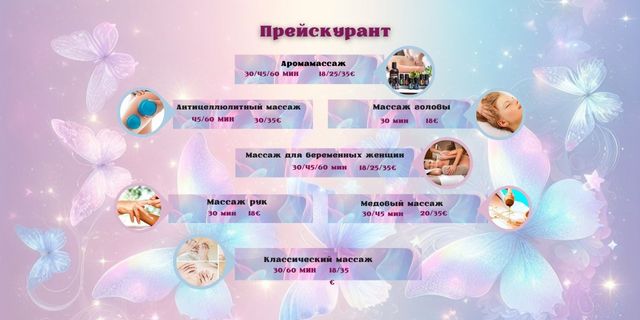 Прейскурант
Аромамассаж
30/45/60 мин 18/25/35€
Антицеллюлитный массаж
45/60 мин 30/35€
Массаж головы
30 мин 18€
Массаж для беременных женщин
30/45/60 мин 18/25/35€
Массаж рук
30 мин 18€
Медовый массаж
30/45 мин 20/35€
Классический массаж
30/60 мин 18/35
€